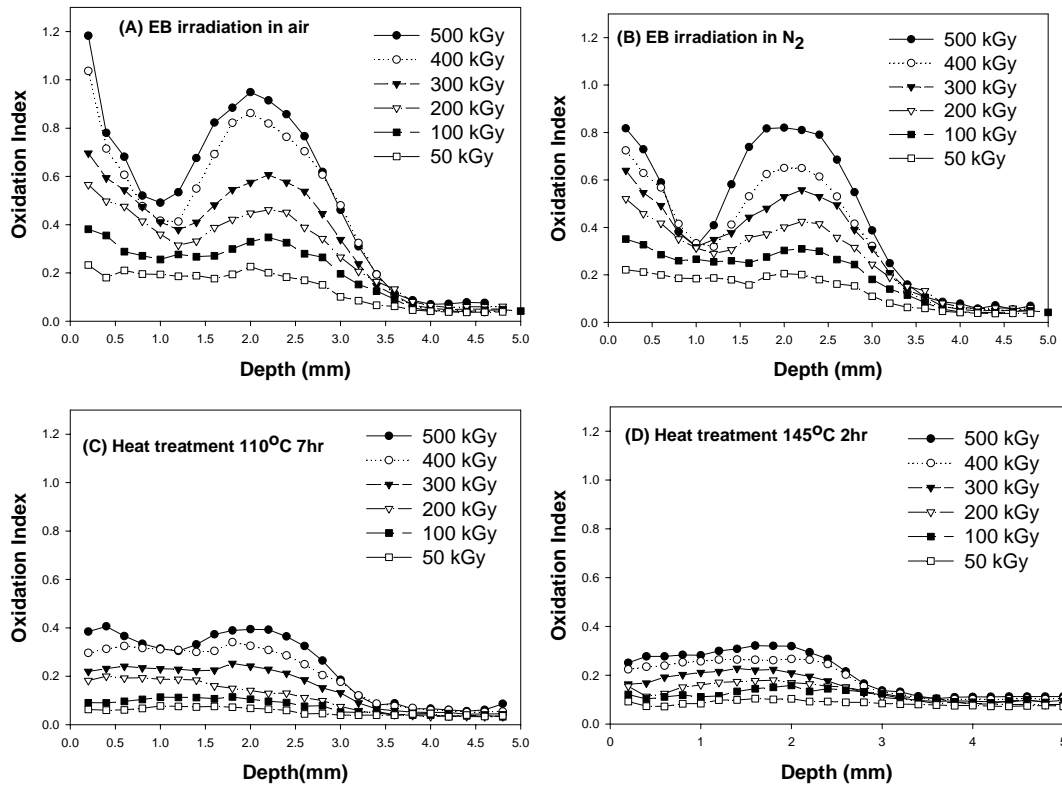 (A) EB irradiation in air
500 kGy
400 kGy
300 kGy
200 kGy
100 kGy
50 kGy
Oxidation Index
1.2
1.0
0.8
0.6
0.4
0.2
0.0
0.0 0.5 1.0 1.5 2.0 2.5 3.0 3.5 4.0 4.5 5.0
Depth (mm)
(B) EB irradiation in N2
500 kGy
400 kGy
300 kGy
200 kGy
100 kGy
50 kGy
Oxidation Index
1.2
1.0
0.8
0.6
0.4
0.2
0.0
0.0 0.5 1.0 1.5 2.0 2.5 3.0 3.5 4.0 4.5 5.0
Depth (mm)
(C) Heat treatment 110oC 7hr
500 kGy
400 kGy
300 kGy
200 kGy
100 kGy
50 kGy
Oxidation Index
1.2
1.0
0.8
0.6
0.4
0.2
0.0
0.0 0.5 1.0 1.5 2.0 2.5 3.0 3.5 4.0 4.5 5.0
Depth(mm)
(D) Heat treatment 145oC 2hr
500 kGy
400 kGy
300 kGy
200 kGy
100 kGy
50 kGy
Oxidation Index
1.2
1.0
0.8
0.6
0.4
0.2
0.0
0 1 2 3 4 5
Depth (mm)